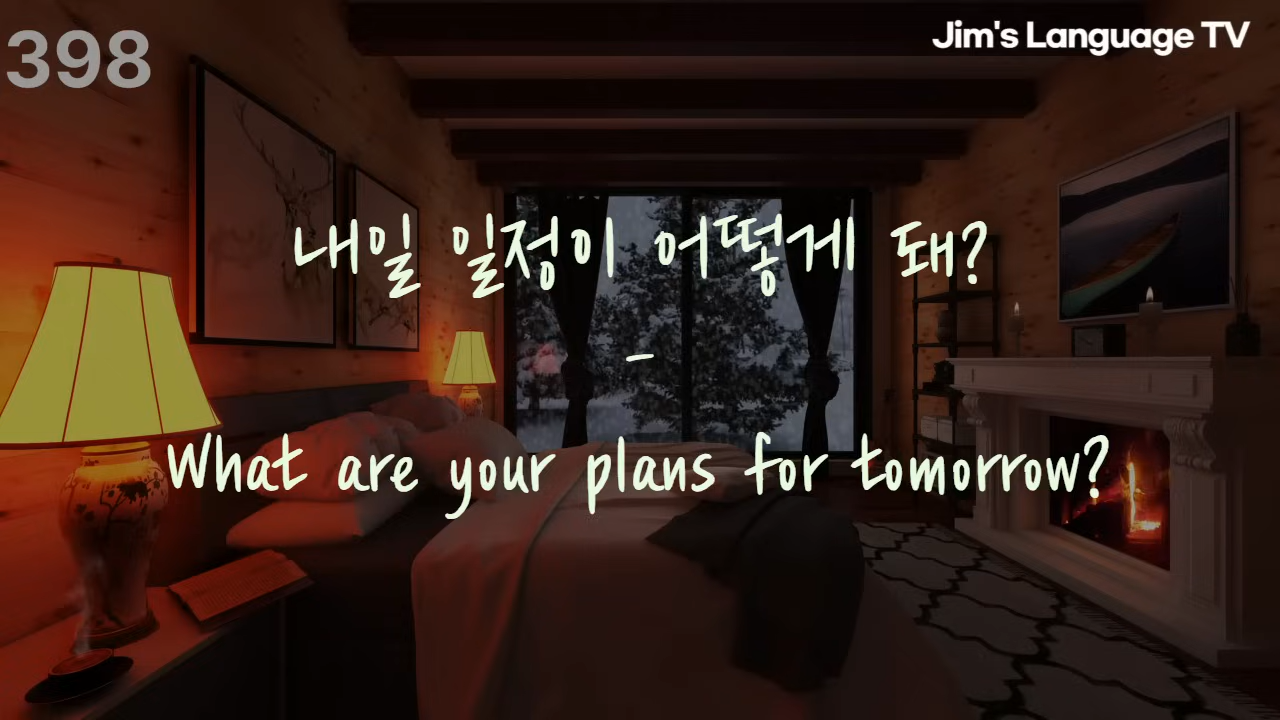 398
Jim's Language TV
내일 일정이 어떻게 돼?
–
What are your plans for tomorrow?